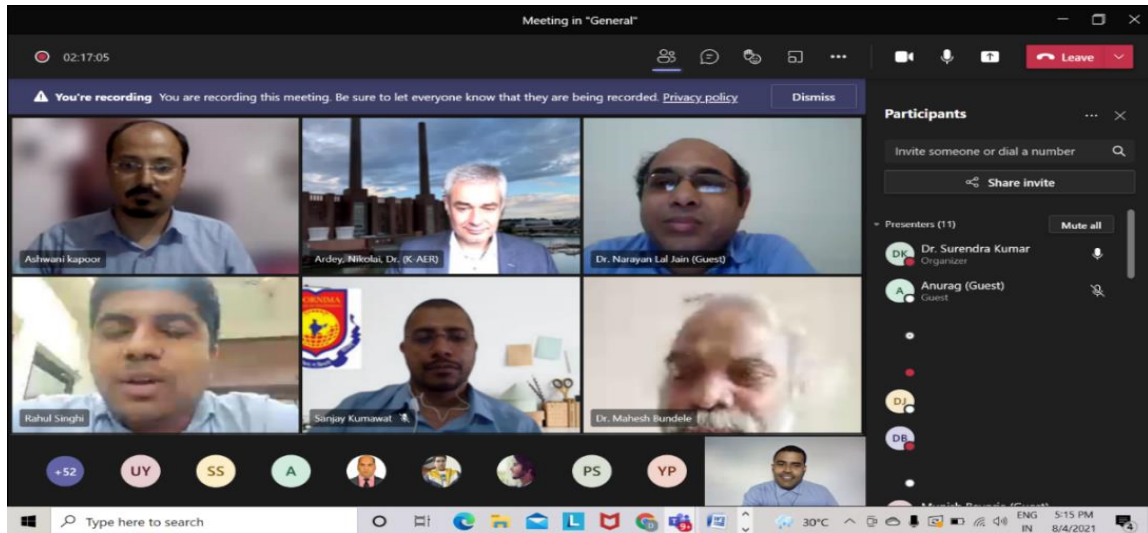 Meeting in "General"
02:17:05
Leave
You're recording You are recording this meeting. Be sure to let everyone know that they are being recorded. Privacy policy
Dismiss
Participants
Invite someone or dial a number
Share invite
Presenters (11)
Mute all
DK
Dr. Surendra Kumar
Organizer
A
Anurag (Guest)
Guest
DJ
DB
Ashwani kapoor
Ardey, Nikolai, Dr. (K-AER)
Dr. Narayan Lal Jain (Guest)
ORNIMA
Rahul Singhi
Sanjay Kumawat
Dr. Mahesh Bundele
+52
UY
SS
A
PS
YP
Type here to search
L
30°C
ENG
IN
5:15 PM
8/4/2021
4